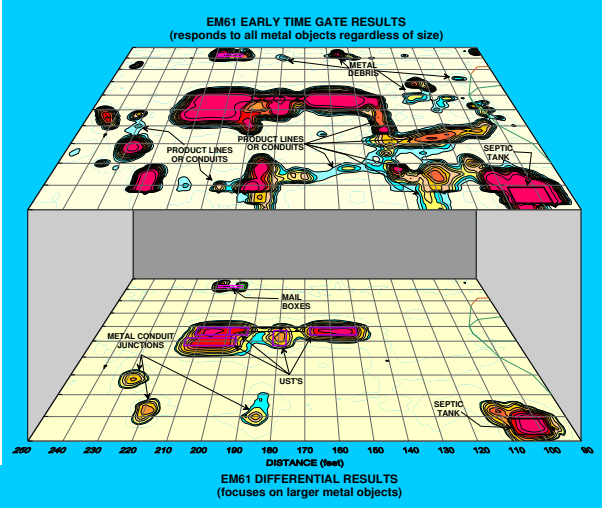 EM61 EARLY TIME GATE RESULTS
(responds to all metal objects regardless of size)
METAL
DEBRIS
PRODUCT LINES
OR CONDUITS
PRODUCT LINES
OR CONDUITS
SEPTIC
TANK
MAIL
BOXES
METAL CONDUIT
JUNCTIONS
UST'S
SEPTIC
TANK
260 240 230 220 210 200 190 180 170 160 150 140 130 120 110 100 90
DISTANCE (feet)
EM61 DIFFERENTIAL RESULTS
(focuses on larger metal objects)